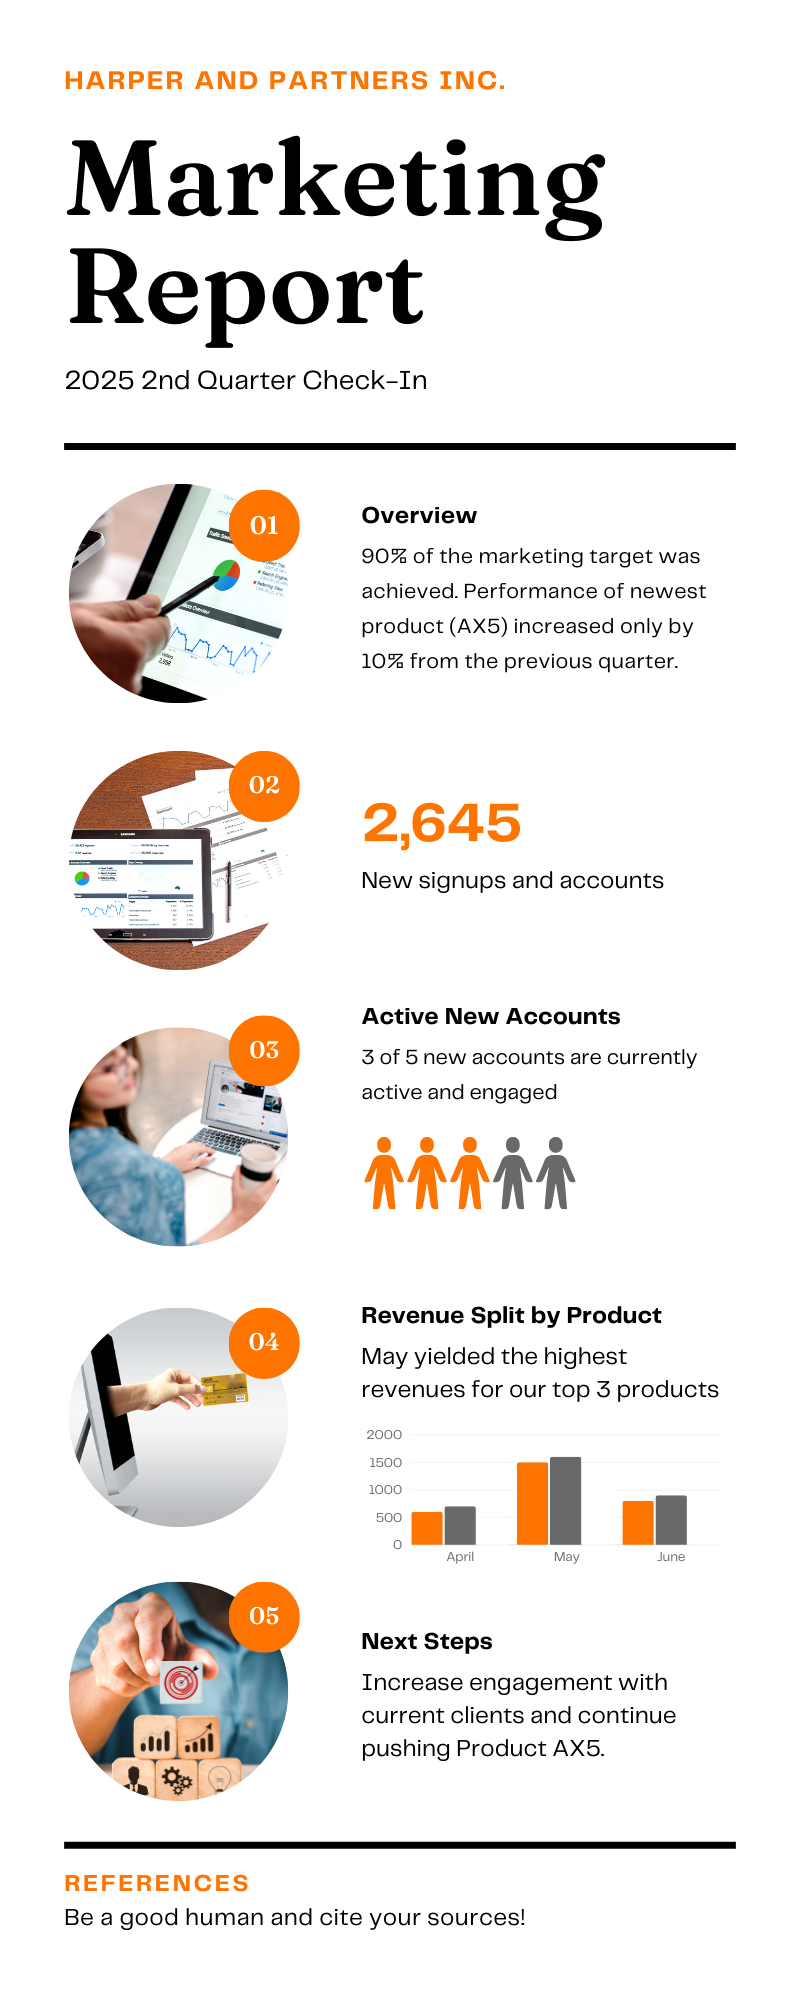 HARPER AND PARTNERS INC.
Marketing
Report
2025 2nd Quarter Check-In
01
Overview
90% of the marketing target was
achieved. Performance of newest
product (AX5) increased only by
10% from the previous quarter.
02
2,645
New signups and accounts
03
Active New Accounts
3 of 5 new accounts are currently
active and engaged
04
Revenue Split by Product
May yielded the highest
revenues for our top 3 products
2000
1500
1000
500
0
April May June
05
Next Steps
Increase engagement with
current clients and continue
pushing Product AX5.
REFERENCES
Be a good human and cite your sources!